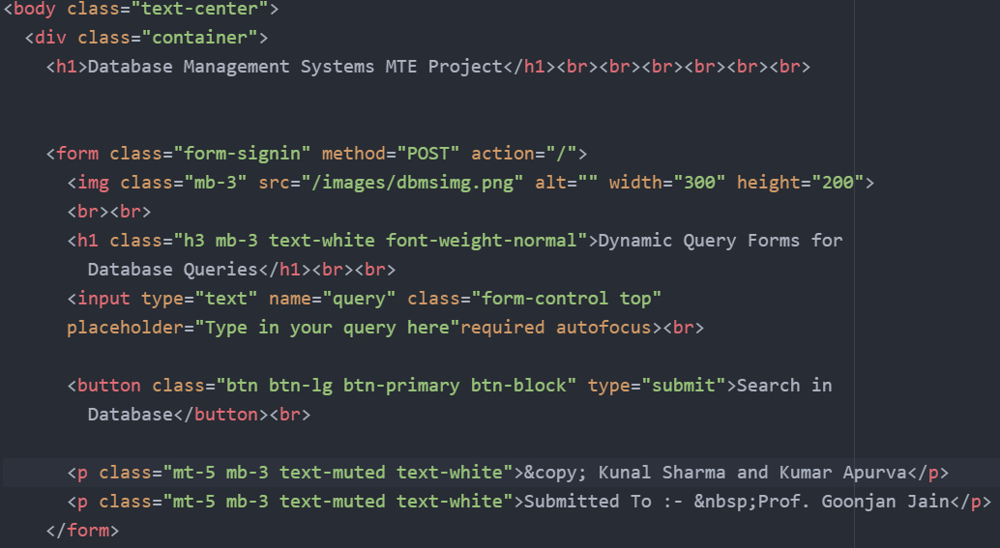 <body class="text-center">
<div class="container">
<h1>Database Management Systems MTE Project</h1><br><br><br><br><br><br>
<form class="form-signin" method="POST" action="/">
<img class="mb-3" src="/images/dbmsimg.png" alt="" width="300" height="200">
<br><br>
<h1 class="h3 mb-3 text-white font-weight-normal">Dynamic Query Forms for
Database Queries</h1><br><br>
<input type="text" name="query" class="form-control top"
placeholder="Type in your query here"required autofocus><br>
<button class="btn btn-lg btn-primary btn-block" type="submit">Search in
Database</button><br>
<p class="mt-5 mb-3 text-muted text-white">&copy; Kunal Sharma and Kumar Apurva</p>
<p class="mt-5 mb-3 text-muted text-white">Submitted To :- &nbsp;Prof. Goonjan Jain</p>
</form>